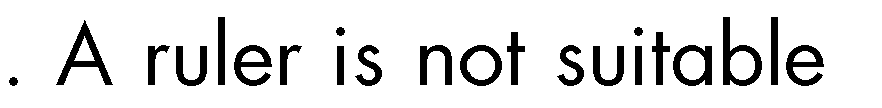 . A ruler is not suitable